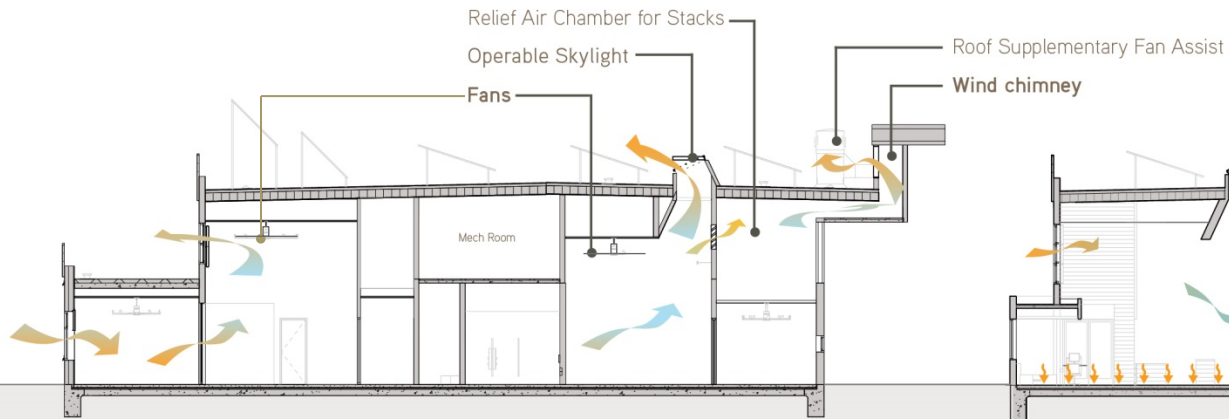 Relief Air Chamber for Stacks
Operable Skylight
Fans
Roof Supplementary Fan Assist
Wind chimney
Mech Room